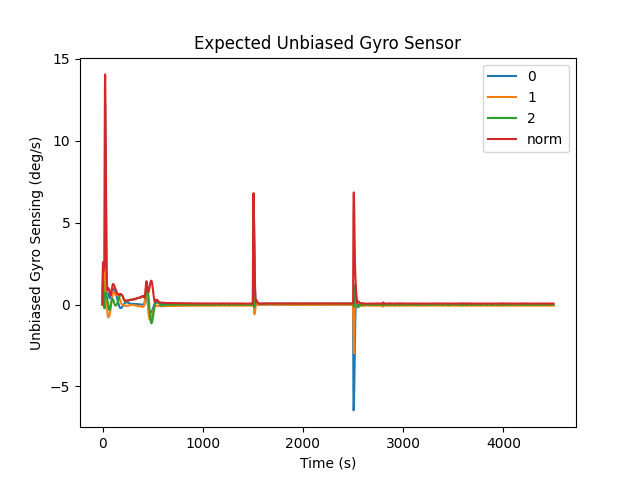 Expected Unbiased Gyro Sensor
Unbiased Gyro Sensing (deg/s)
15
10
5
0
−5
0
1
2
norm
0 1000 2000 3000 4000
Time (s)